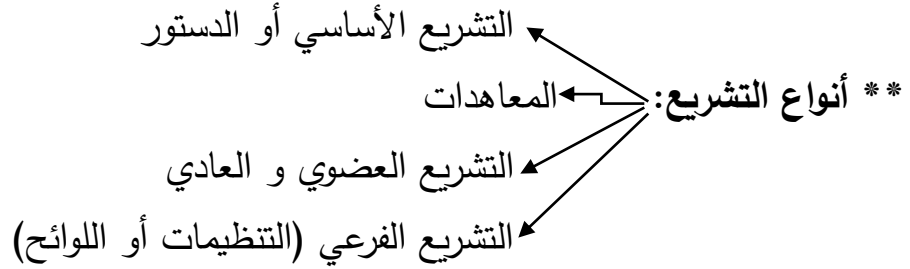 التشريع الأساسي أو الدستور
** أنواع التشريع: المعاهدات
التشريع العضوي و العادي
التشريع الفرعي (التنظيمات أو اللوائح)